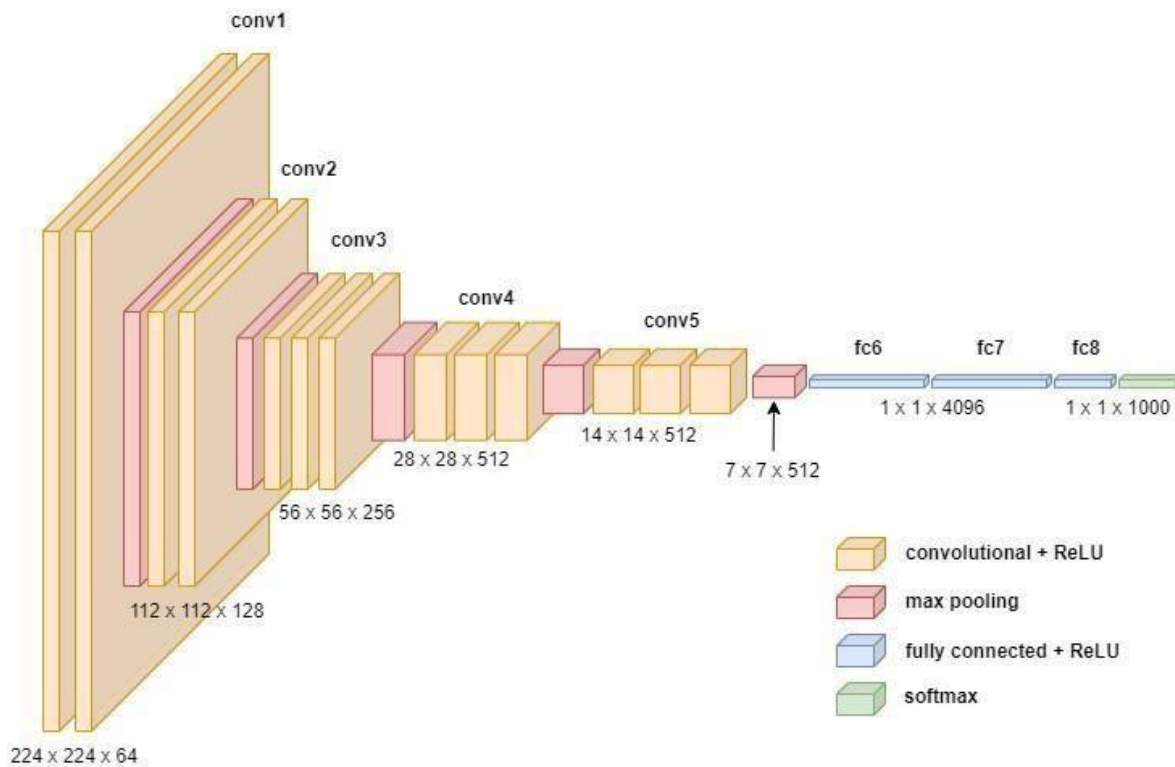 conv1
conv2
conv3
conv4
conv5
fc6
fc7
fc8
1 x 1 x 4096
1 x 1 x 1000
14 x 14 x 512
28 x 28 x 512
7 x 7 x 512
56 x 56 x 256
112 x 112 x 128
224 x 224 x 64
convolutional + ReLU
max pooling
fully connected + ReLU
softmax